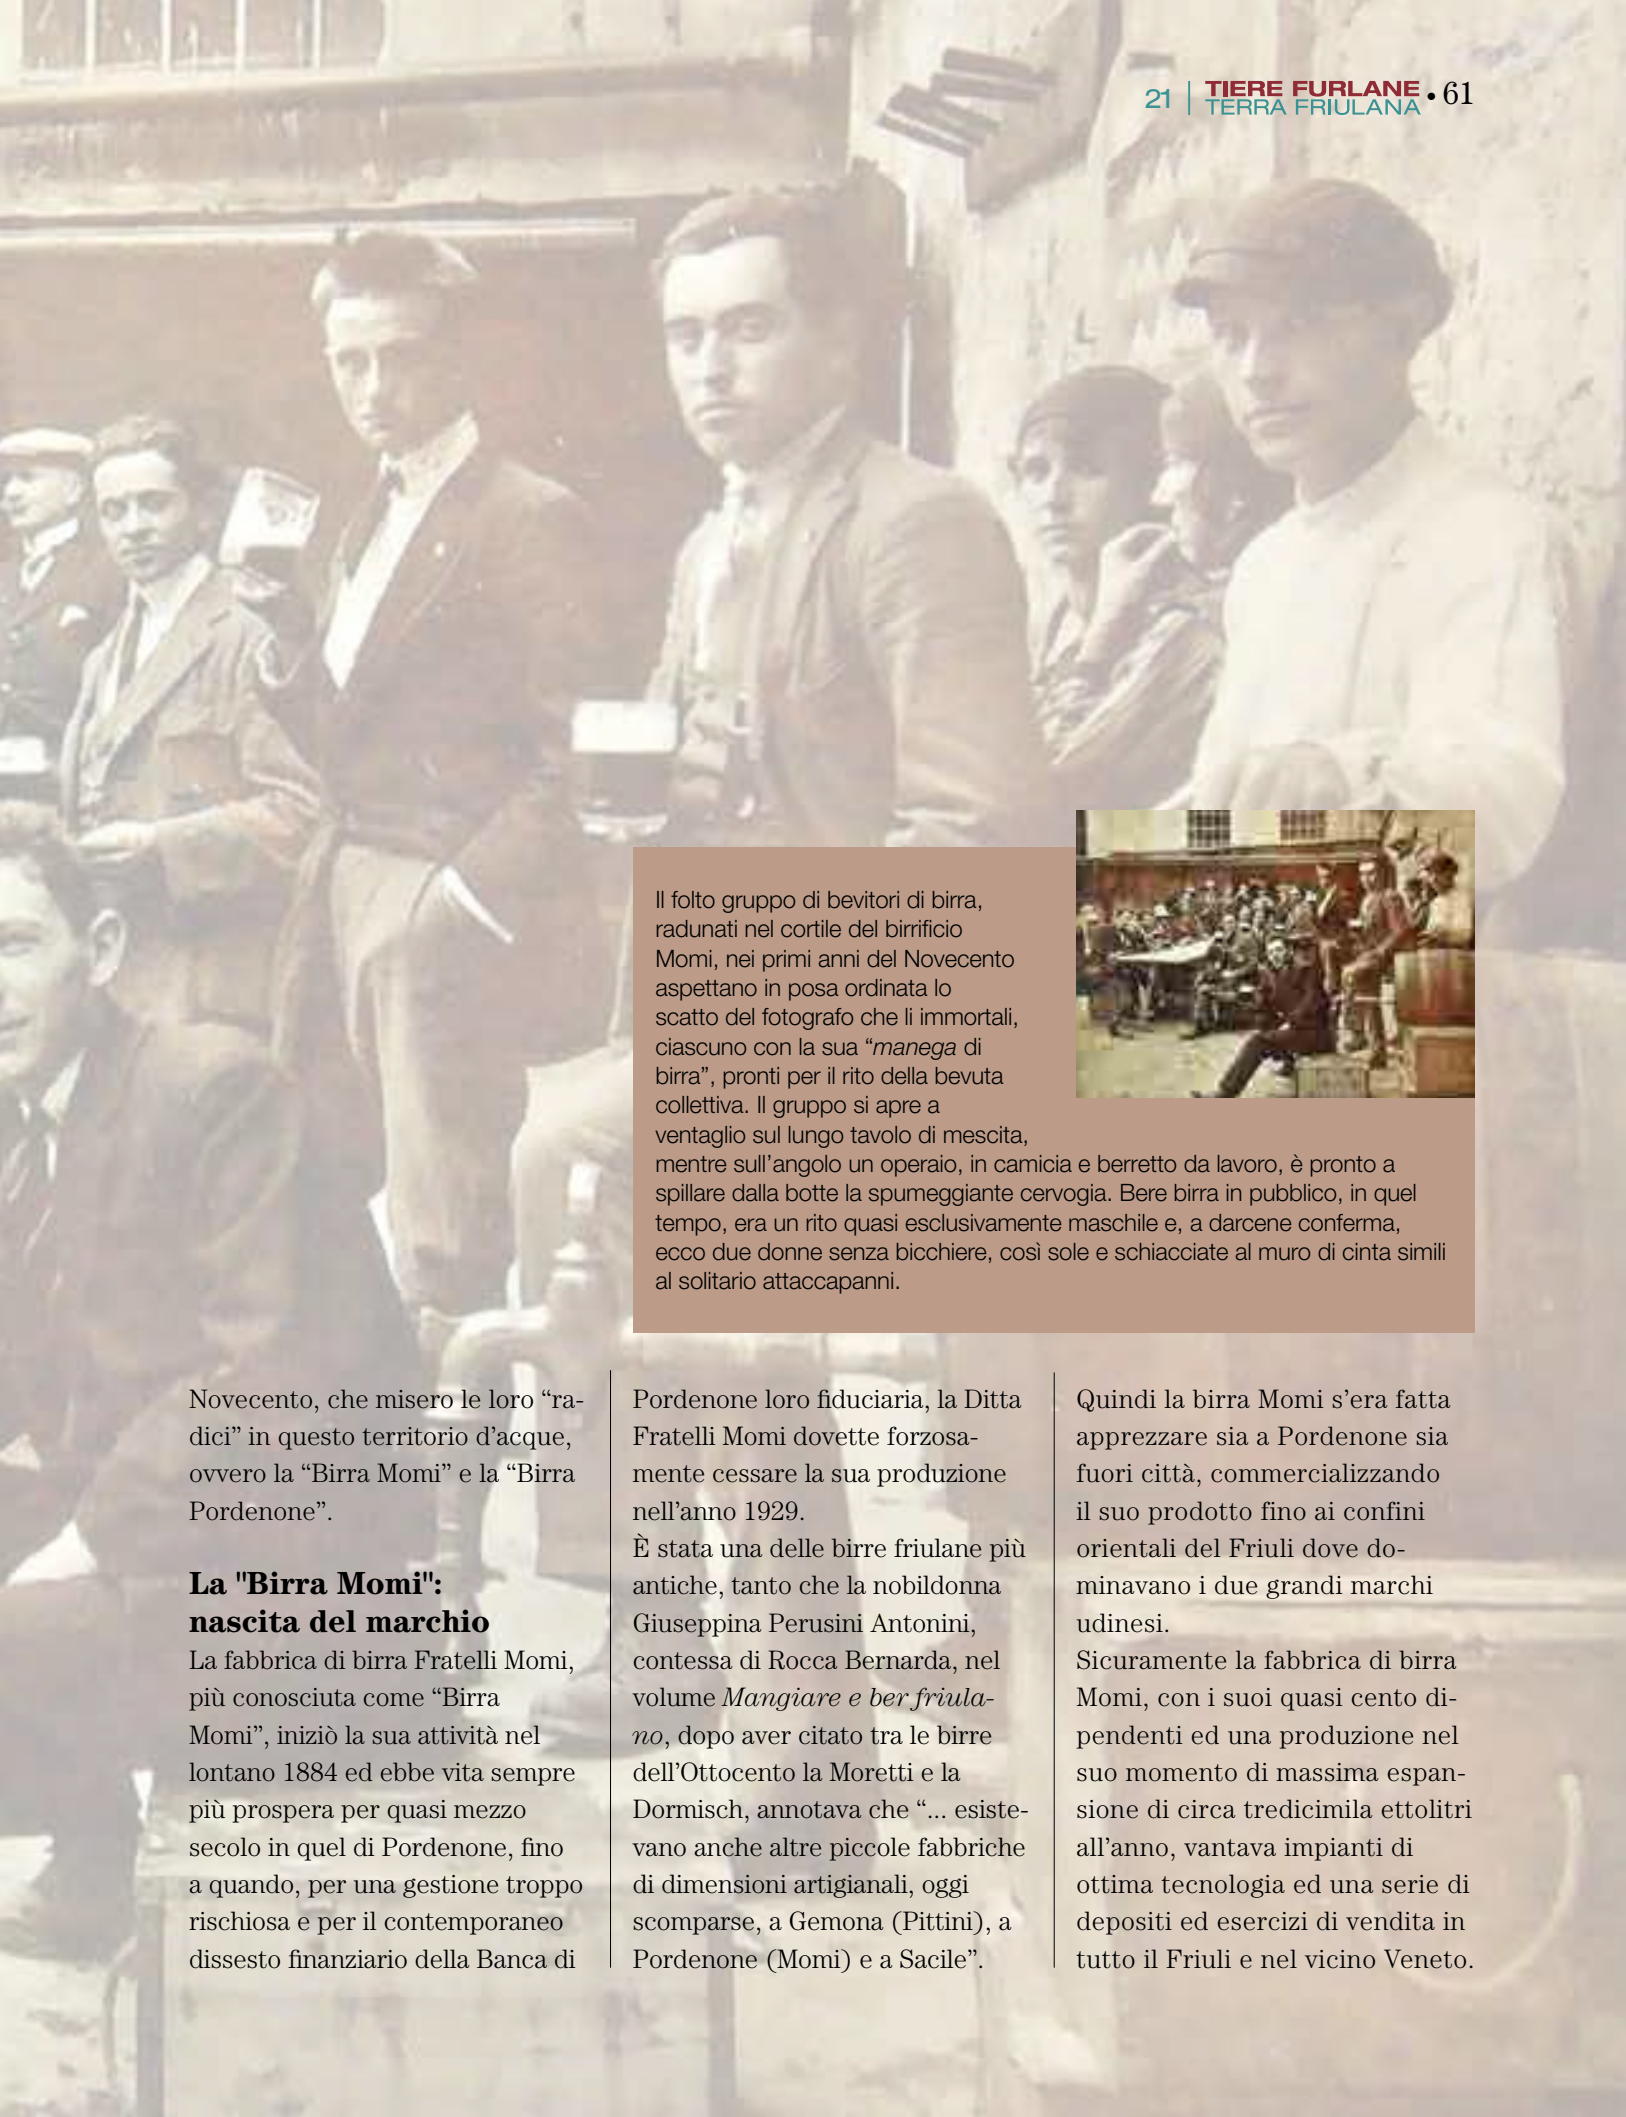 21 | TIERE FURLANE • 61
TERRA FRIULANA
Il folto gruppo di bevitori di birra,
radunati nel cortile del birrificio
Momi, nei primi anni del Novecento
aspettano in posa ordinata lo
scatto del fotografo che li immortali,
ciascuno con la sua “manega di
birra”, pronti per il rito della bevuta
collettiva. Il gruppo si apre a
ventaglio sul lungo tavolo di mescita,
mentre sull’angolo un operaio, in camicia e berretto da lavoro, è pronto a
spillare dalla botte la spumeggiante cervogia. Bere birra in pubblico, in quel
tempo, era un rito quasi esclusivamente maschile e, a darcene conferma,
ecco due donne senza bicchiere, così sole e schiacciate al muro di cinta simili
al solitario attaccapanni.
Novecento, che misero le loro “ra-
dici” in questo territorio d’acque,
ovvero la “Birra Momi” e la “Birra
Pordenone”.
La "Birra Momi":
nascita del marchio
La fabbrica di birra Fratelli Momi,
più conosciuta come “Birra
Momi”, iniziò la sua attività nel
lontano 1884 ed ebbe vita sempre
più prospera per quasi mezzo
secolo in quel di Pordenone, fino
a quando, per una gestione troppo
rischiosa e per il contemporaneo
dissesto finanziario della Banca di
Pordenone loro fiduciaria, la Ditta
Fratelli Momi dovette forzosa-
mente cessare la sua produzione
nell’anno 1929.
È stata una delle birre friulane più
antiche, tanto che la nobildonna
Giuseppina Perusini Antonini,
contessa di Rocca Bernarda, nel
volume Mangiare e ber friula-
no, dopo aver citato tra le birre
dell’Ottocento la Moretti e la
Dormisch, annotava che “... esiste-
vano anche altre piccole fabbriche
di dimensioni artigianali, oggi
scomparse, a Gemona (Pittini), a
Pordenone (Momi) e a Sacile”.
Quindi la birra Momi s’era fatta
apprezzare sia a Pordenone sia
fuori città, commercializzando
il suo prodotto fino ai confini
orientali del Friuli dove do-
minavano i due grandi marchi
udinesi.
Sicuramente la fabbrica di birra
Momi, con i suoi quasi cento di-
pendenti ed una produzione nel
suo momento di massima espan-
sione di circa tredicimila ettolitri
all’anno, vantava impianti di
ottima tecnologia ed una serie di
depositi ed esercizi di vendita in
tutto il Friuli e nel vicino Veneto.